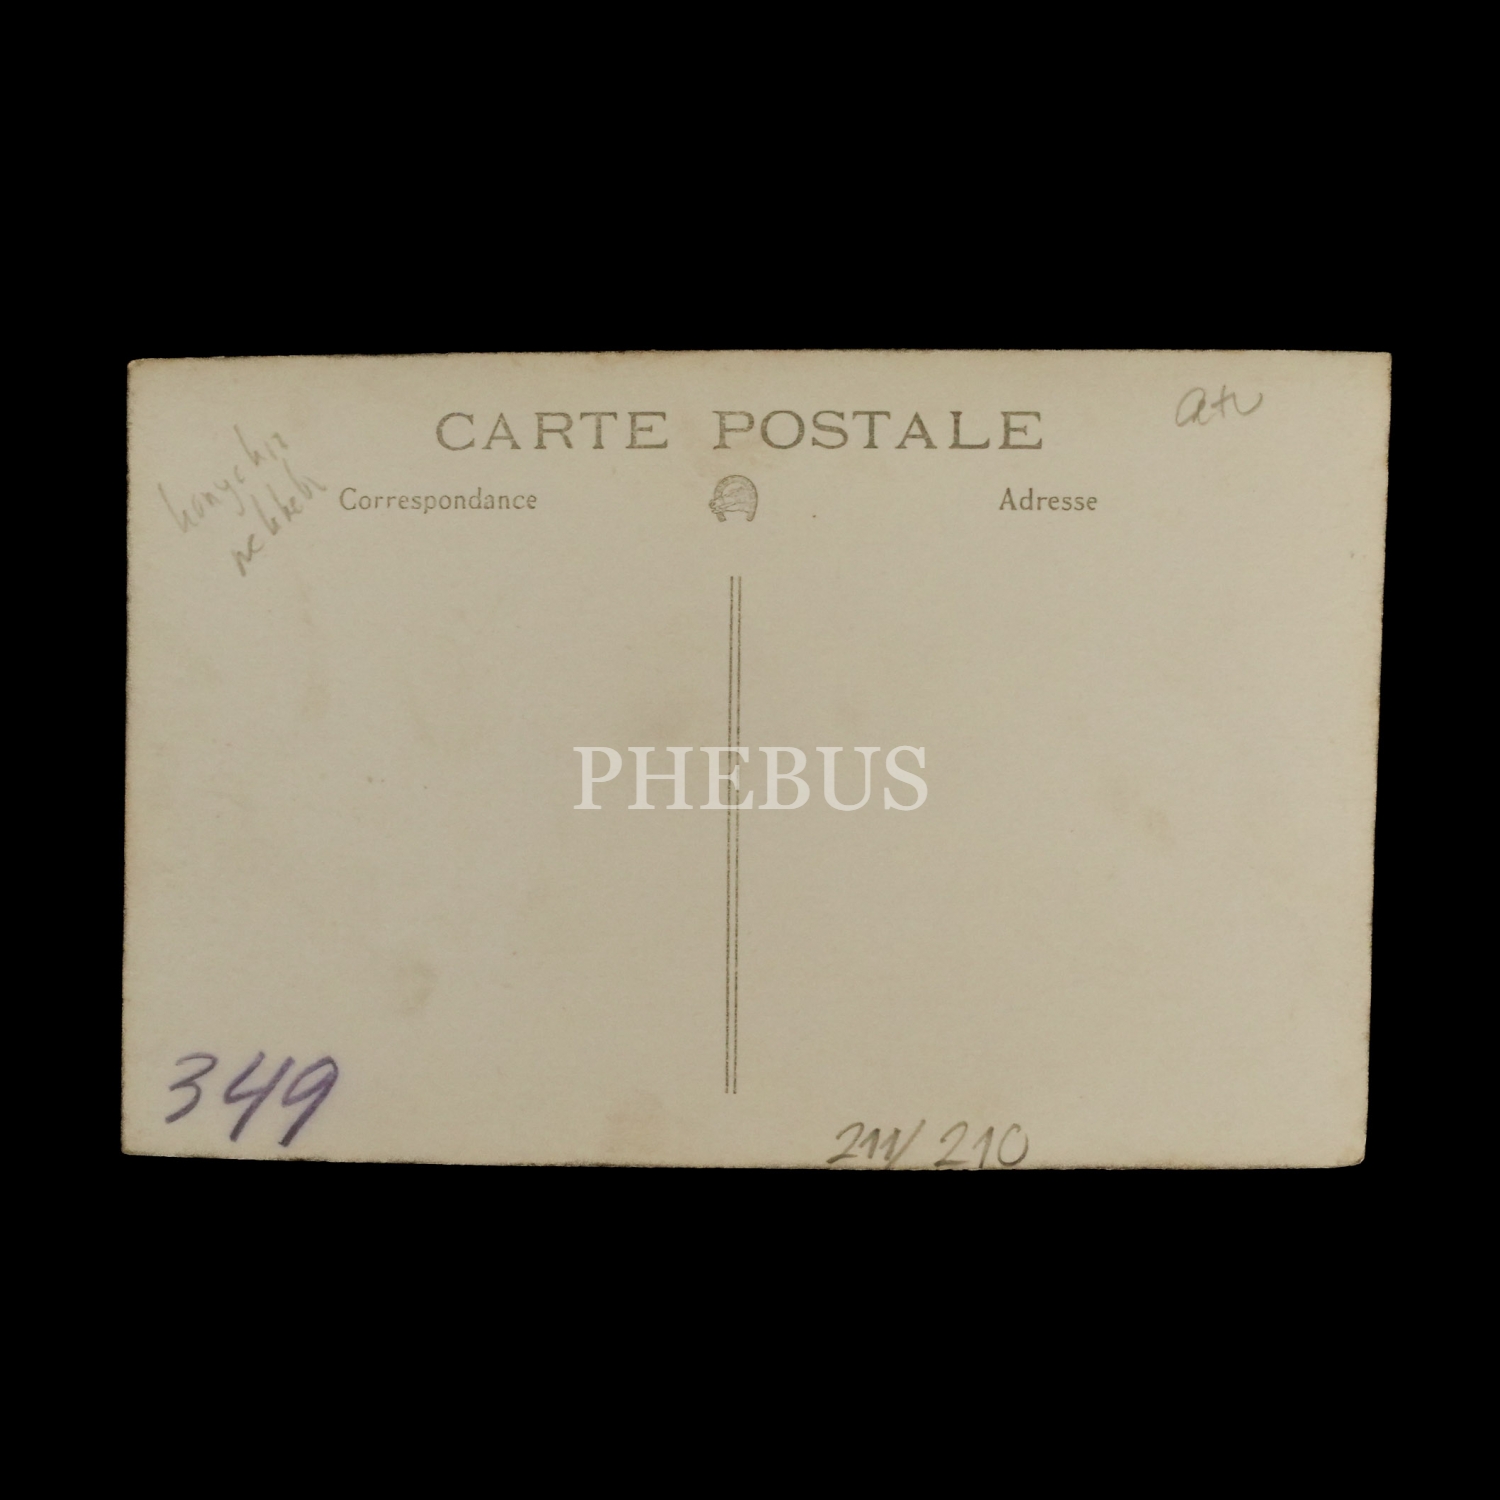 CARTE POSTALE
Correspondance
Adresse
PHEBUS
349
211/ 210